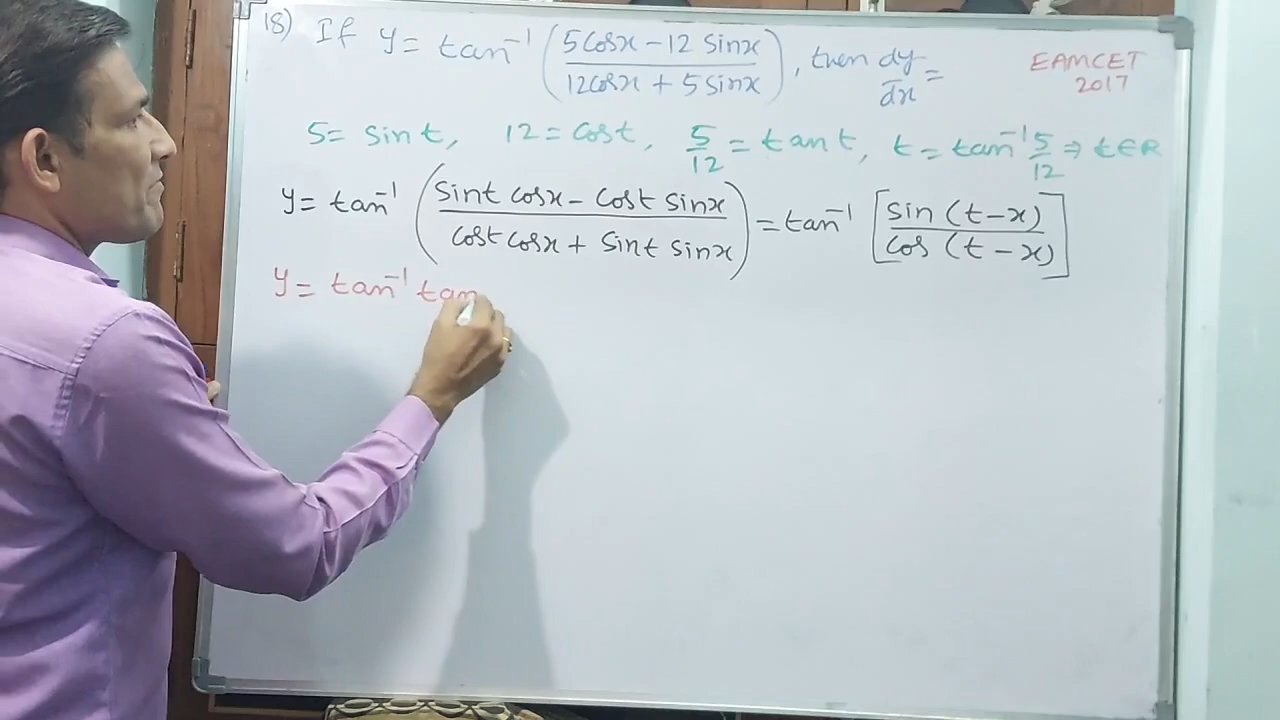 18) If y = tan⁻¹ (5cosx − 12 sinx / 12cosx + 5 sinx), then dy/dx =
EAMCET
2017
5 = sin t, 12 = cos t, 5/12 = tan t, t = tan⁻¹ 5/12 ⇒ t∈R
y = tan⁻¹ (sint cosx − cost sinx / cost cosx + sint sinx) = tan⁻¹ [sin (t−x) / cos (t−x)]
y = tan⁻¹ tan